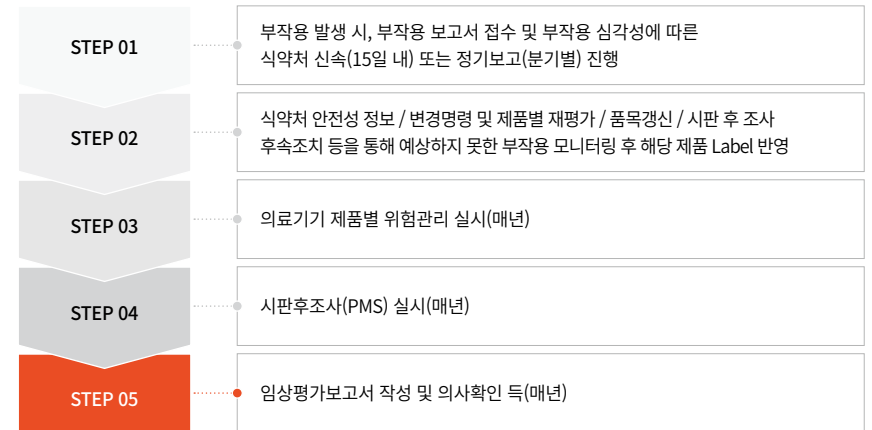 STEP 01
부작용 발생 시, 부작용 보고서 접수 및 부작용 심각성에 따른
식약처 신속(15일 내) 또는 정기보고(분기별) 진행
STEP 02
식약처 안전성 정보 / 변경명령 및 제품별 재평가 / 품목갱신 / 시판 후 조사
후속조치 등을 통해 예상하지 못한 부작용 모니터링 후 해당 제품 Label 반영
STEP 03
의료기기 제품별 위험관리 실시(매년)
STEP 04
시판후조사(PMS) 실시(매년)
STEP 05
임상평가보고서 작성 및 의사확인 득(매년)